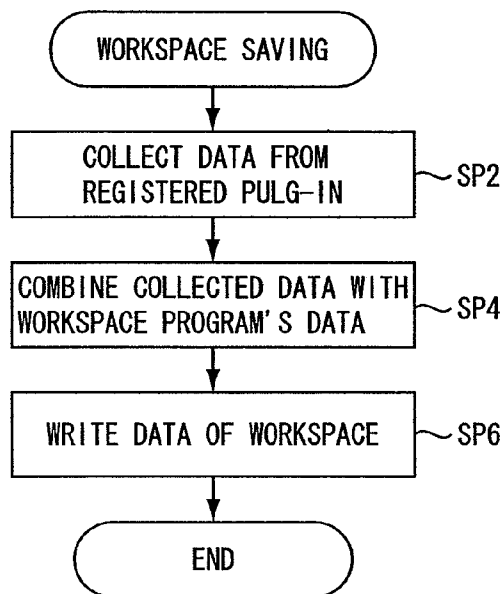 WORKSPACE SAVING
COLLECT DATA FROM
REGISTERED PULG-IN
SP2
COMBINE COLLECTED DATA WITH
WORKSPACE PROGRAM'S DATA
SP4
WRITE DATA OF WORKSPACE
SP6
END